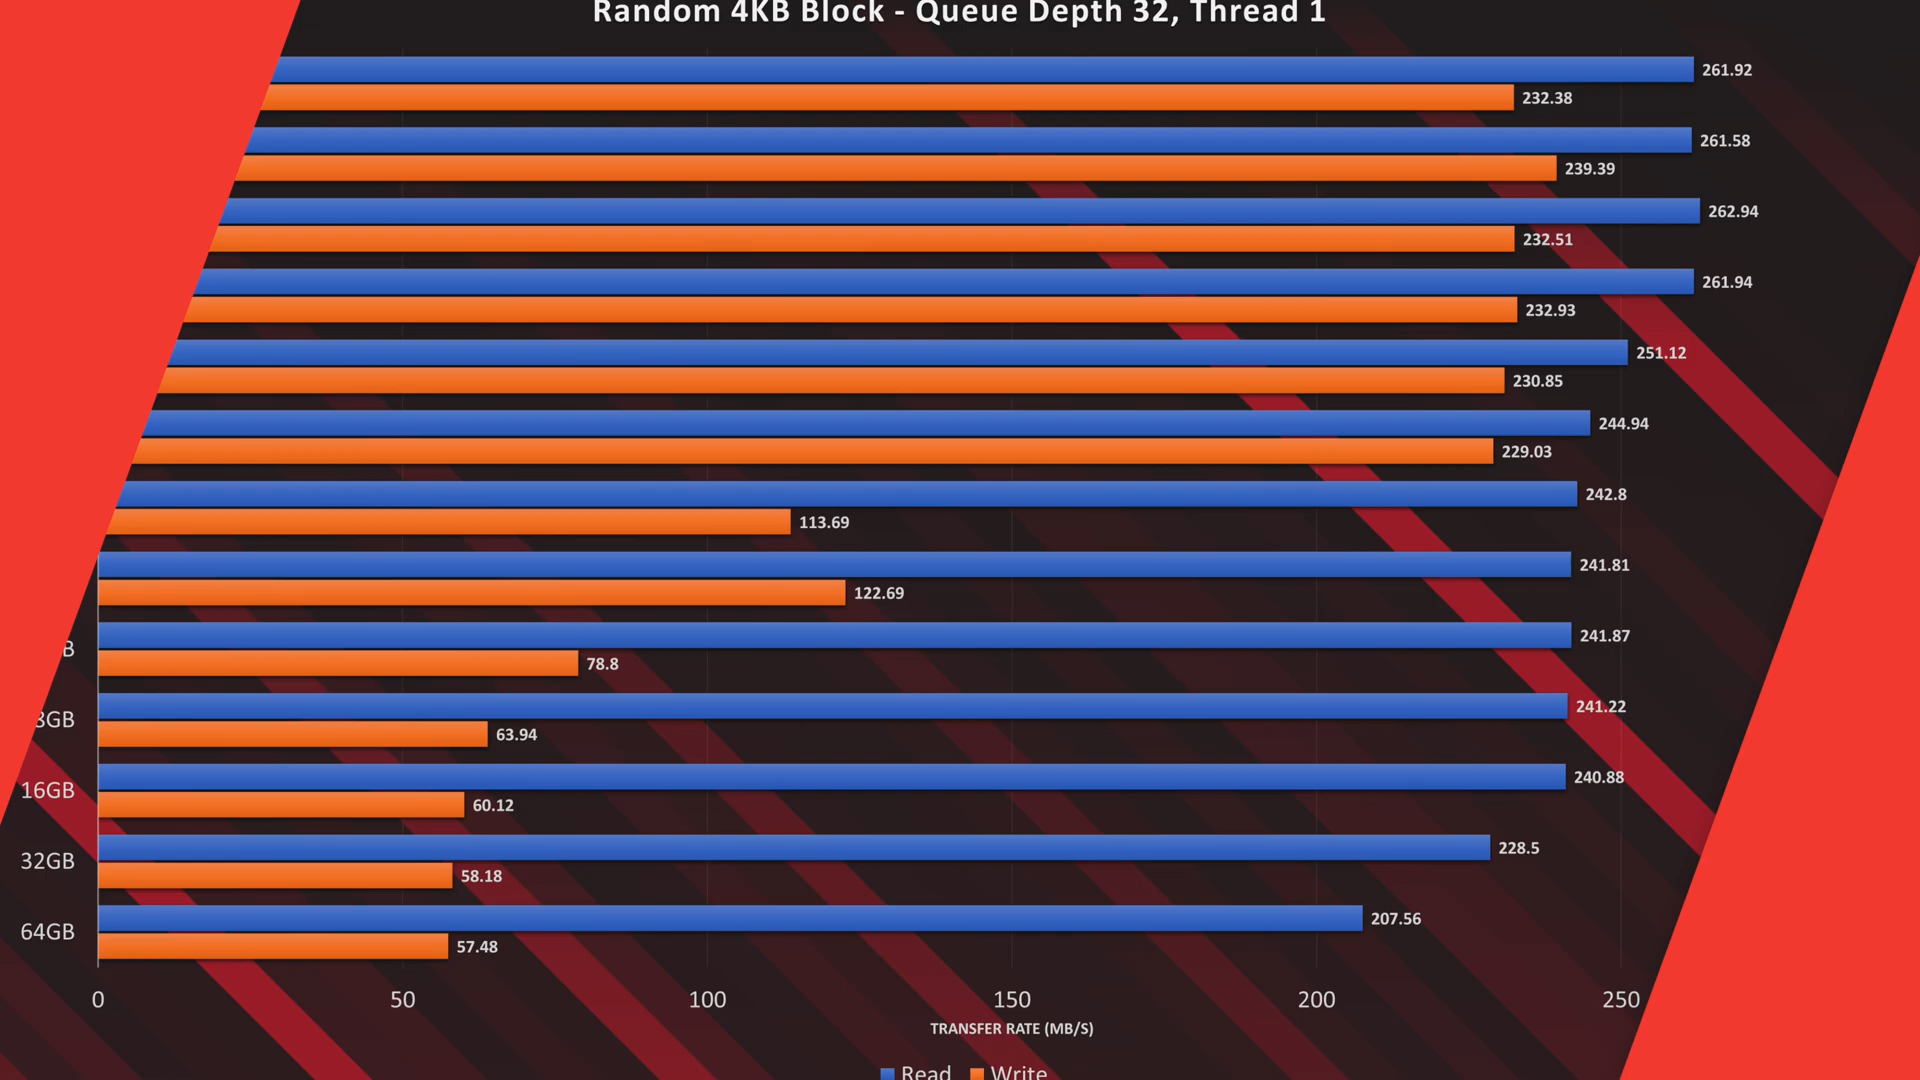 Random 4KB Block - Queue Depth 32, Thread 1
261.92
232.38
261.58
239.39
262.94
232.51
261.94
232.93
251.12
230.85
244.94
229.03
242.8
113.69
241.81
122.69
B 241.87
78.8
GB 241.22
63.94
16GB 240.88
60.12
32GB 228.5
58.18
64GB 207.56
57.48
0 50 100 150 200 250
TRANSFER RATE (MB/S)
Read Write